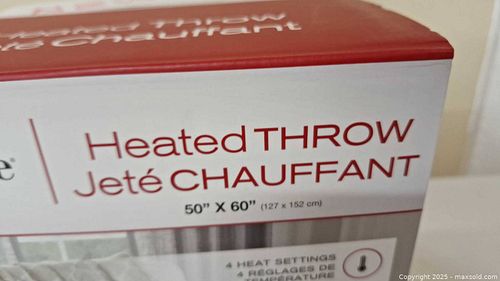 Heated THROW
Jeté Chauffant
Heated THROW
Jeté CHAUFFANT
50" X 60" (127 x 152 cm)
4 HEAT SETTINGS
4 RÉGLAGES DE
TEMPÉRATURE
Copyright © 2025 - maxsold.com